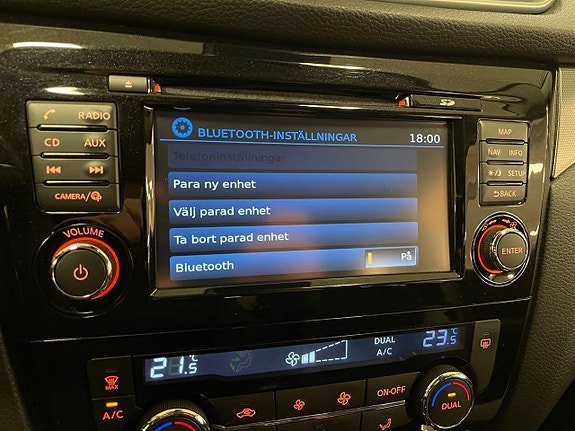 RADIO
CD AUX
CAMERA/
VOLUME
SD
BLUETOOTH-INSTÄLLNINGAR 18:00
Telefoninställningar
Para ny enhet
Välj parad enhet
Ta bort parad enhet
Bluetooth På
MAP
NAV INFO
SETUP
BACK
ENTER
21.5 °C
DUAL
A/C
23.5 °C
MAX
A/C
ON·OFF
DUAL